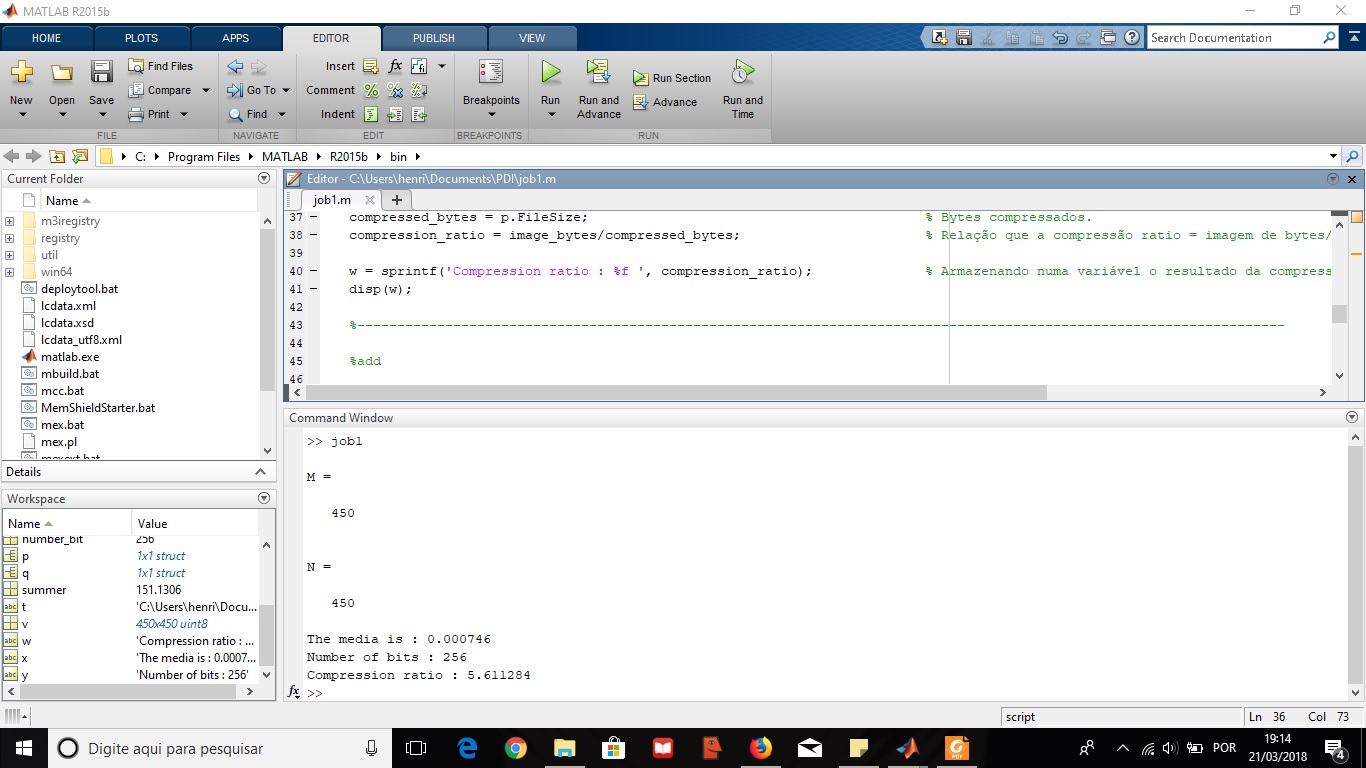 MATLAB R2015b
HOME PLOTS APPS EDITOR PUBLISH VIEW
Search Documentation
New Open Save Find Files Compare Print
FILE
Go To Find
NAVIGATE
Insert fx
Comment
Indent
EDIT
Breakpoints
BREAKPOINTS
Run Run and Advance Run Section Advance Run and Time
RUN
C: Program Files MATLAB R2015b bin
Current Folder
Name
m3iregistry
registry
util
win64
deploytool.bat
lcdata.xml
lcdata.xsd
lcdata_utf8.xml
matlab.exe
mbuild.bat
mcc.bat
MemShieldStarter.bat
mex.bat
mex.pl
mexext.bat
Details
Workspace
Name Value
number_bit 256
p 1x1 struct
q 1x1 struct
summer 151.1306
t 'C:\Users\henri\Docu...
v 450x450 uint8
w 'Compression ratio : ...
x 'The media is : 0.0007...
y 'Number of bits : 256'
Editor - C:\Users\henri\Documents\PDI\job1.m
job1.m
37 – compressed_bytes = p.FileSize; % Bytes compressados.
38 – compression_ratio = image_bytes/compressed_bytes; % Relação que a compressão ratio = imagem de bytes/
39
40 – w = sprintf('Compression ratio : %f ', compression_ratio); % Armazenando numa variável o resultado da compress
41 – disp(w);
42
43 %--------------------------------------------------------------------------------------------------------------------
44
45 %add
46
Command Window
>> job1
M =
450
N =
450
The media is : 0.000746
Number of bits : 256
Compression ratio : 5.611284
fx >>
script Ln 36 Col 73
Digite aqui para pesquisar
POR
19:14
21/03/2018
4
PDF